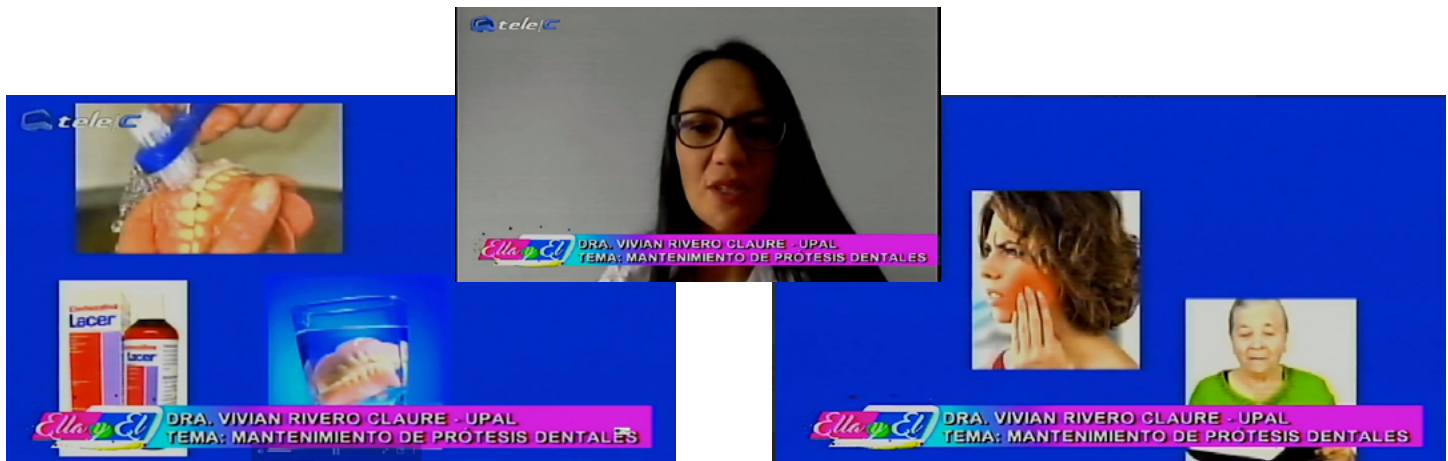 tele C
Ella y El
DRA. VIVIAN RIVERO CLAURE - UPAL
TEMA: MANTENIMIENTO DE PRÓTESIS DENTALES
tele C
Lacer
Lacer
Ella y El
DRA. VIVIAN RIVERO CLAURE - UPAL
TEMA: MANTENIMIENTO DE PRÓTESIS DENTALES
Ella y El
DRA. VIVIAN RIVERO CLAURE - UPAL
TEMA: MANTENIMIENTO DE PRÓTESIS DENTALES